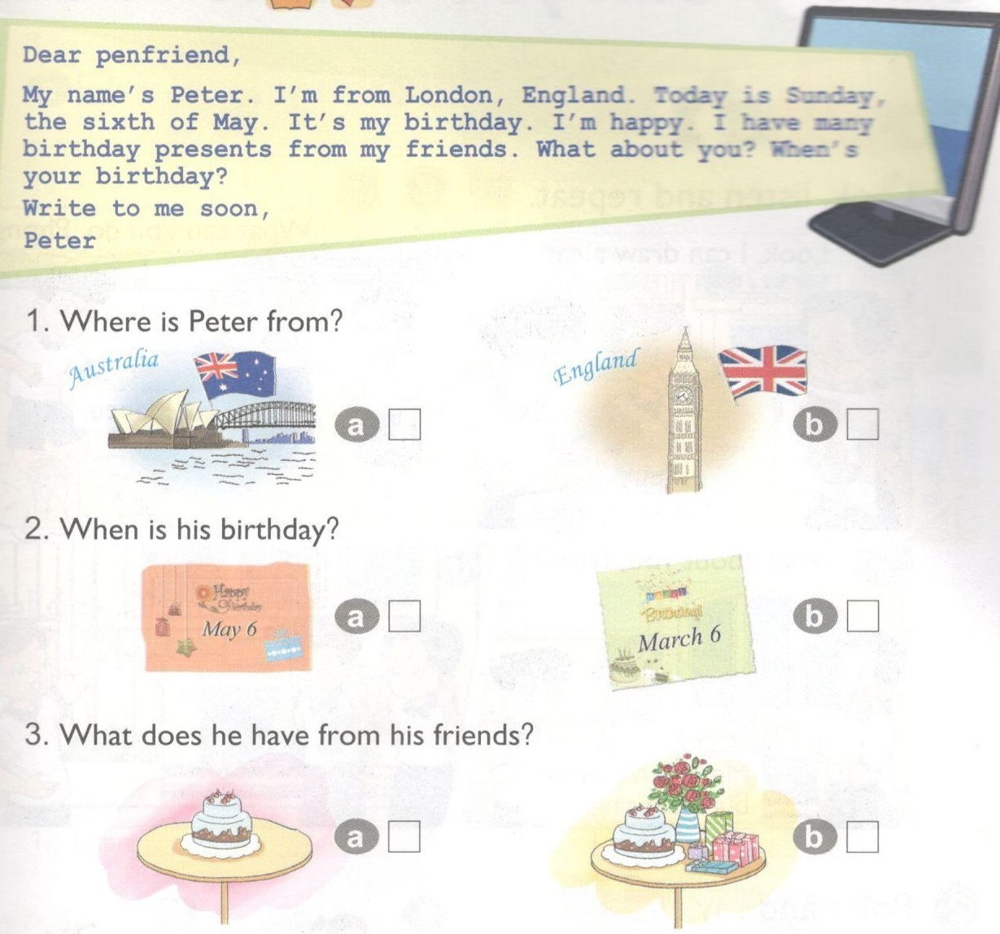 Dear penfriend,
My name's Peter. I'm from London, England. Today is Sunday,
the sixth of May. It's my birthday. I'm happy. I have many
birthday presents from my friends. What about you? When's
your birthday?
Write to me soon,
Peter
1. Where is Peter from?
Australia
England
a
b
2. When is his birthday?
Happy
Birthday
May 6
a
Birthday!
March 6
b
3. What does he have from his friends?
a
b